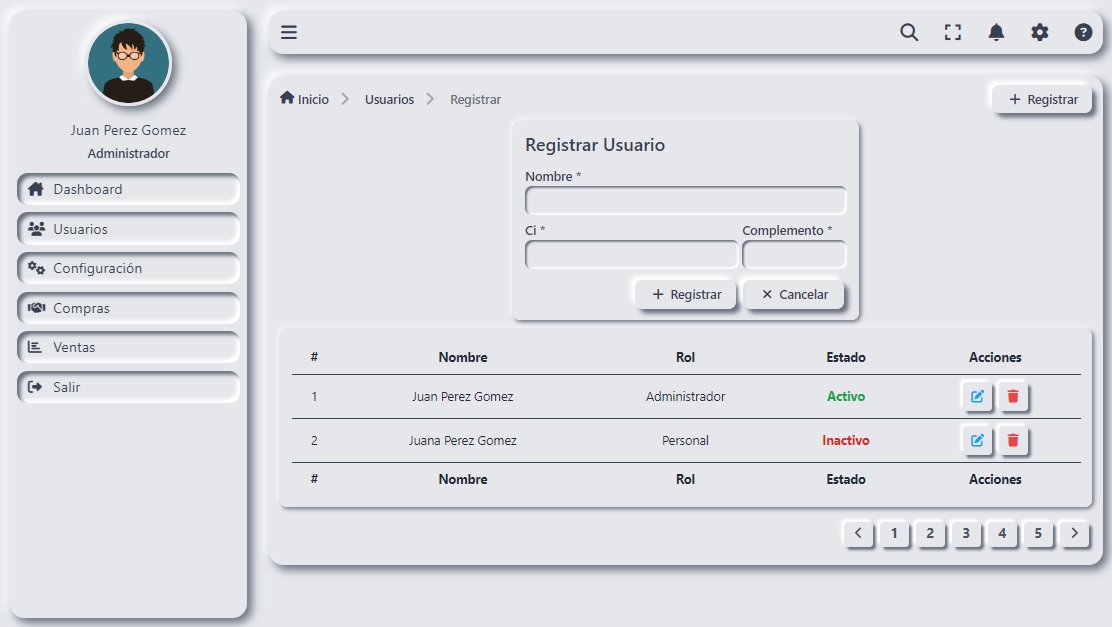 Juan Perez Gomez
Administrador
Dashboard
Usuarios
Configuración
Compras
Ventas
Salir
Inicio Usuarios Registrar
+ Registrar
Registrar Usuario
Nombre *
Ci * Complemento *
+ Registrar × Cancelar
# Nombre Rol Estado Acciones
1 Juan Perez Gomez Administrador Activo
2 Juana Perez Gomez Personal Inactivo
# Nombre Rol Estado Acciones
1 2 3 4 5